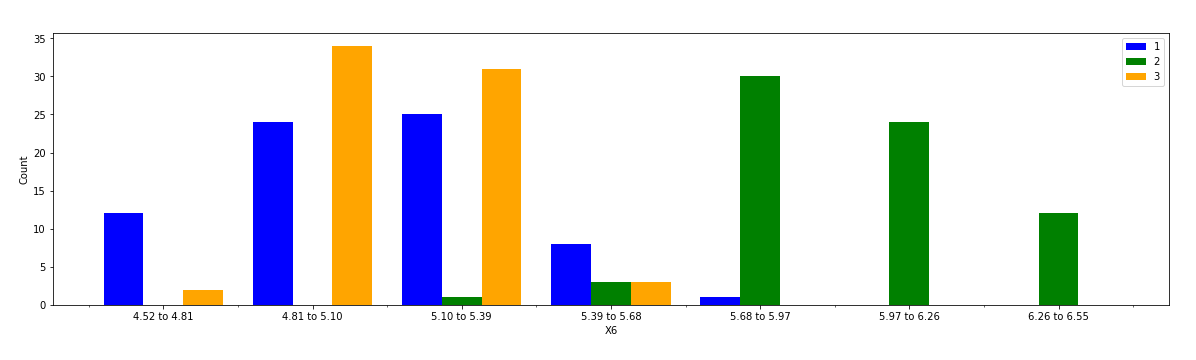 35
30
25
20
15
10
5
0
Count
1
2
3
4.52 to 4.81
4.81 to 5.10
5.10 to 5.39
5.39 to 5.68
5.68 to 5.97
5.97 to 6.26
6.26 to 6.55
X6